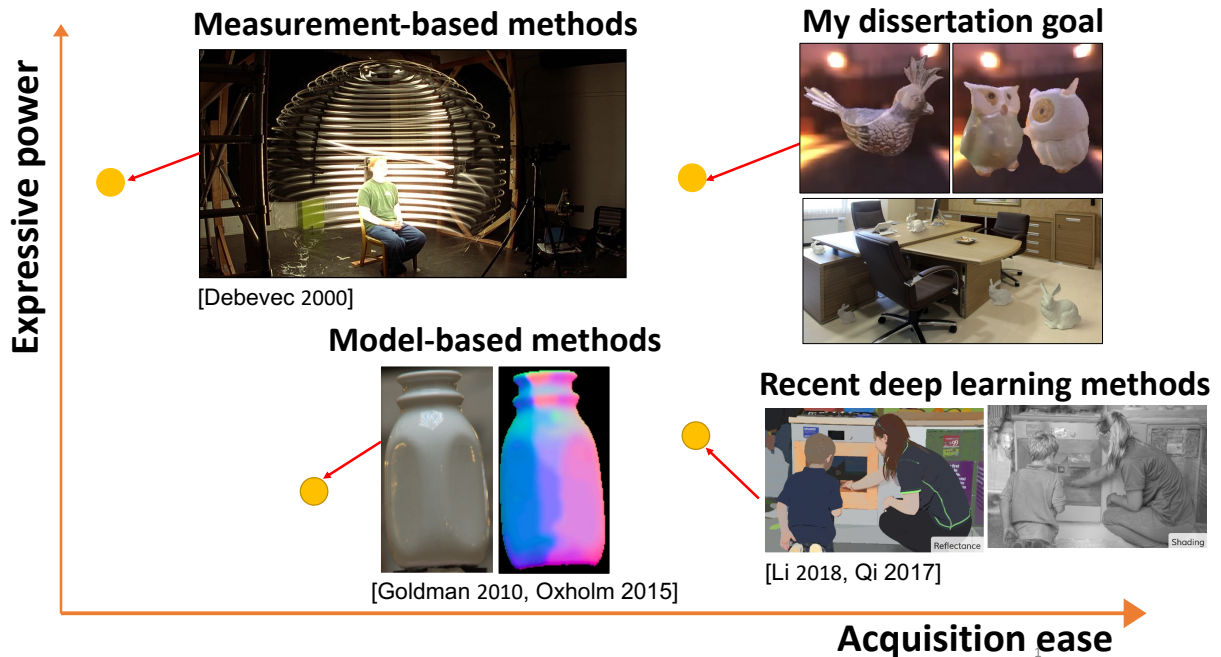 Measurement-based methods
My dissertation goal
Expressive power
[Debevec 2000]
Model-based methods
Recent deep learning methods
Reflectance
Shading
[Goldman 2010, Oxholm 2015]
[Li 2018, Qi 2017]
Acquisition ease
1